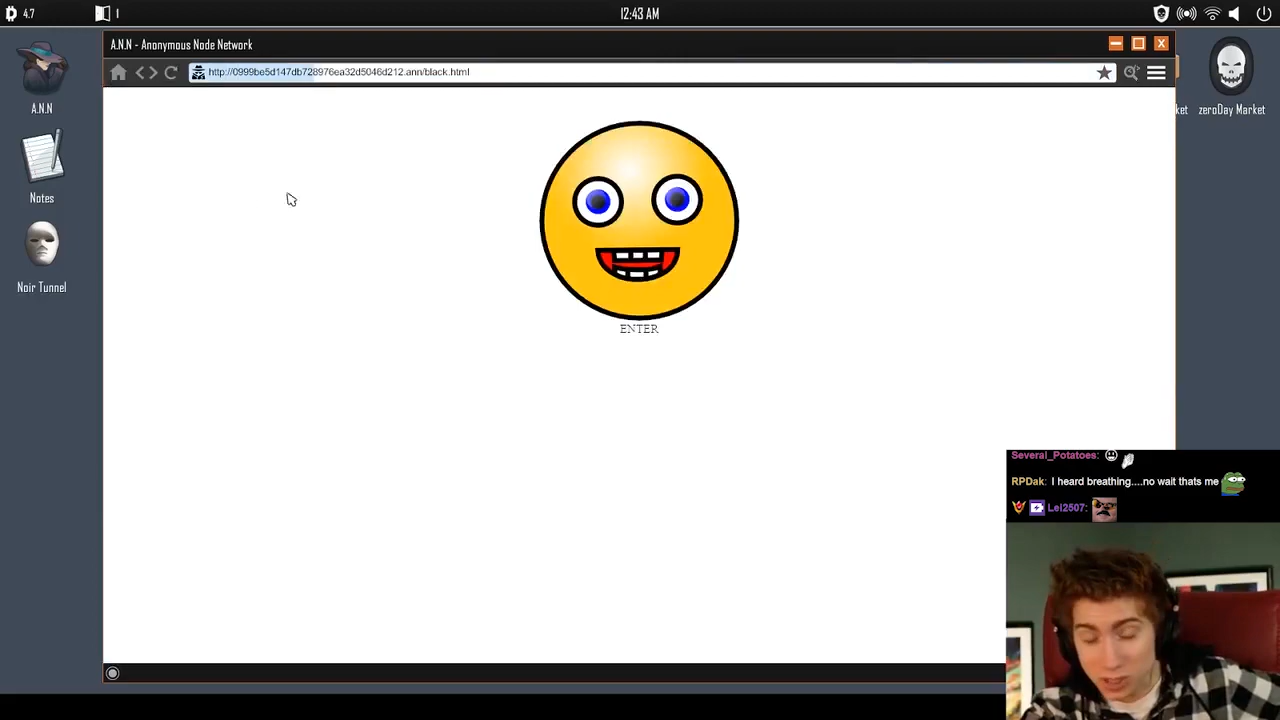 4.7
1
12:43 AM
A.N.N - Anonymous Node Network
http://0999be5d147db728976ea32d5046d212.ann/black.html
A.N.N
Notes
Noir Tunnel
ket
zeroDay Market
ENTER
Several_Potatoes:
RPDak: I heard breathing....no wait thats me
Lel2507: